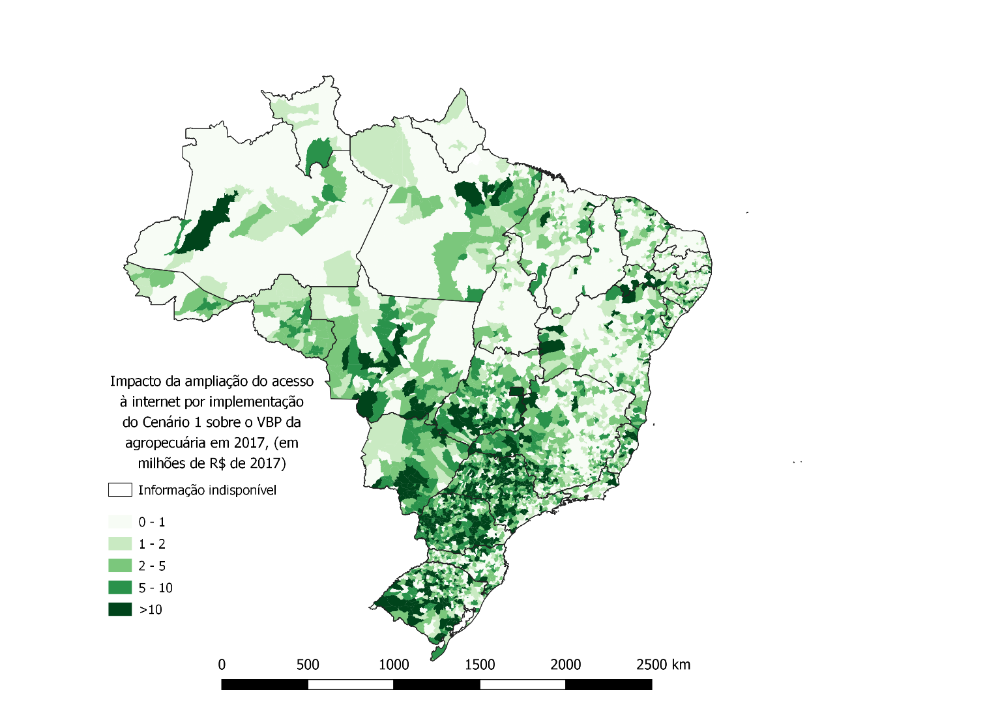 Impacto da ampliação do acesso
à internet por implementação
do Cenário 1 sobre o VBP da
agropecuária em 2017, (em
milhões de R$ de 2017)
Informação indisponível
0 - 1
1 - 2
2 - 5
5 - 10
>10
0 500 1000 1500 2000 2500 km